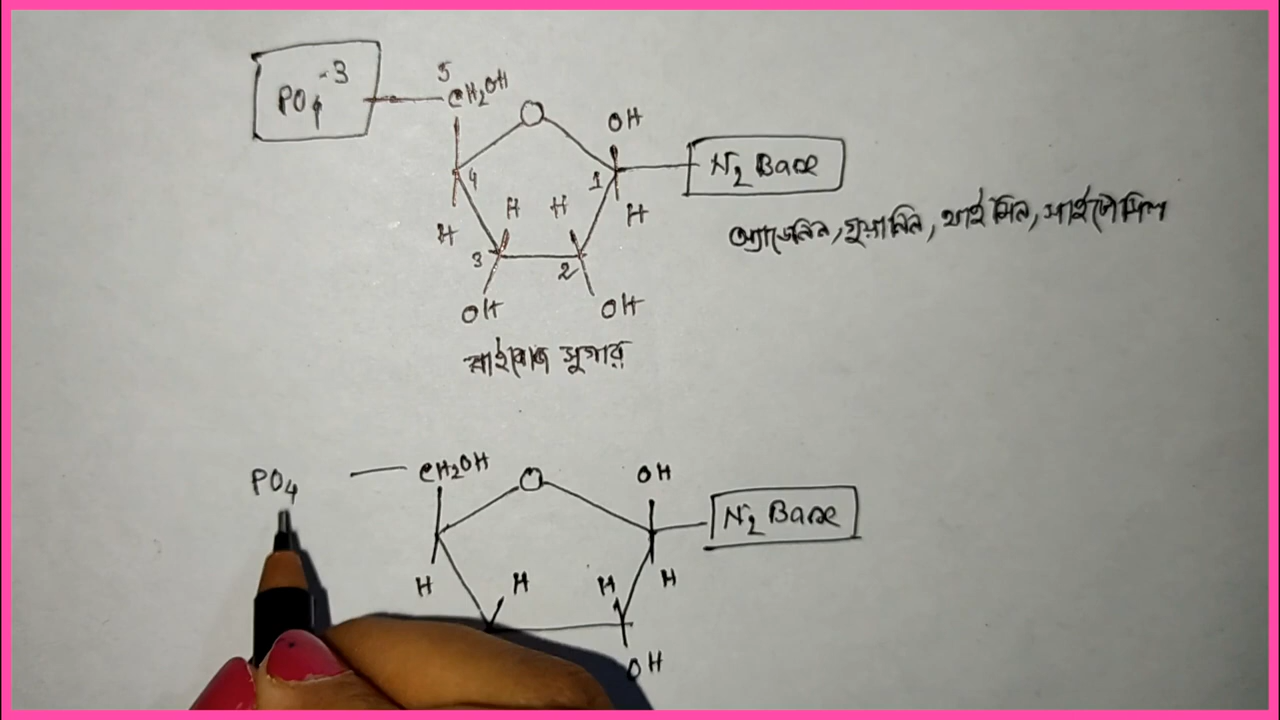 PO4 -3
5
CH2OH
O
OH
4
1
N2 Base
H
H
H
H
অ্যাডেনিন, গুয়ানিন, থাইমিন, সাইটোসিন
3
2
OH
OH
রাইবোজ সুগার
PO4
CH2OH
O
OH
N2 Base
H
H
H
H
OH